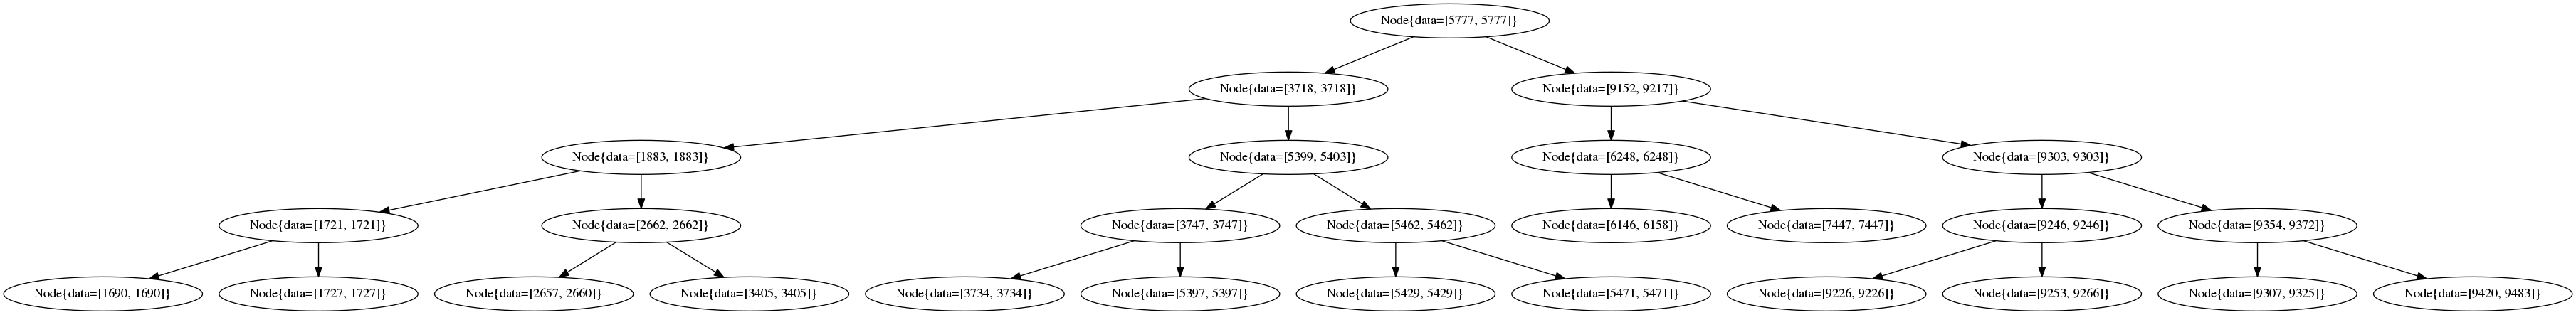 Node{data=[5777, 5777]}
Node{data=[3718, 3718]}
Node{data=[9152, 9217]}
Node{data=[1883, 1883]}
Node{data=[5399, 5403]}
Node{data=[6248, 6248]}
Node{data=[9303, 9303]}
Node{data=[1721, 1721]}
Node{data=[2662, 2662]}
Node{data=[3747, 3747]}
Node{data=[5462, 5462]}
Node{data=[6146, 6158]}
Node{data=[7447, 7447]}
Node{data=[9246, 9246]}
Node{data=[9354, 9372]}
Node{data=[1690, 1690]}
Node{data=[1727, 1727]}
Node{data=[2657, 2660]}
Node{data=[3405, 3405]}
Node{data=[3734, 3734]}
Node{data=[5397, 5397]}
Node{data=[5429, 5429]}
Node{data=[5471, 5471]}
Node{data=[9226, 9226]}
Node{data=[9253, 9266]}
Node{data=[9307, 9325]}
Node{data=[9420, 9483]}